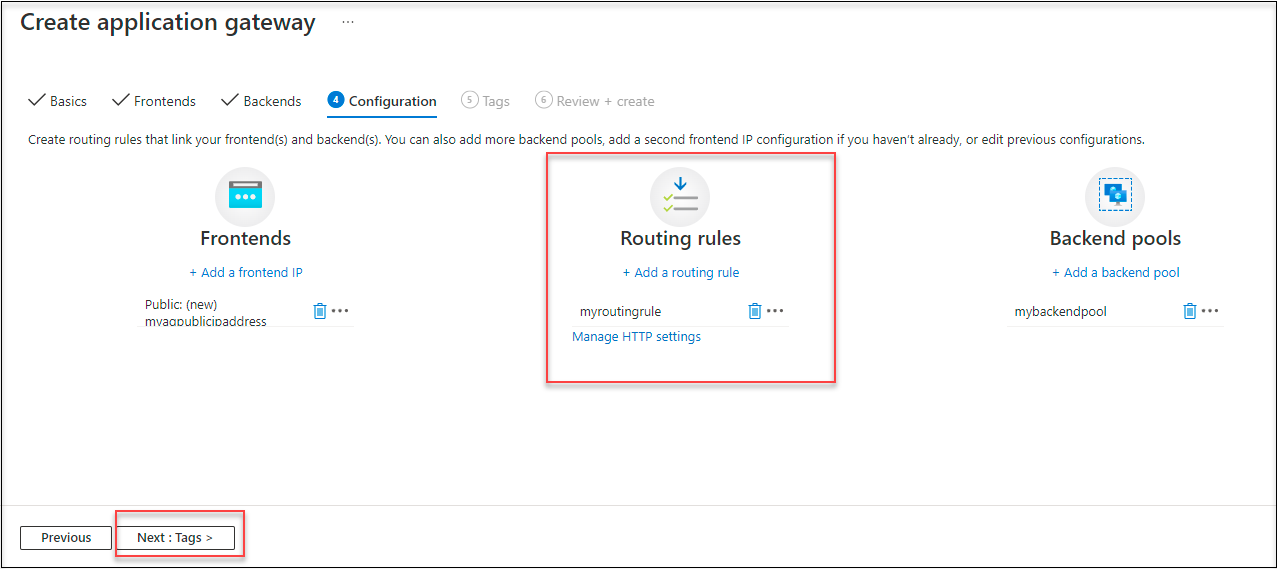 Create application gateway ...
Basics Frontends Backends 4 Configuration 5 Tags 6 Review + create
Create routing rules that link your frontend(s) and backend(s). You can also add more backend pools, add a second frontend IP configuration if you haven't already, or edit previous configurations.
Frontends
+ Add a frontend IP
Public: (new)
myagpublicipaddress
Routing rules
+ Add a routing rule
myroutingrule
Manage HTTP settings
Backend pools
+ Add a backend pool
mybackendpool
Previous
Next : Tags >